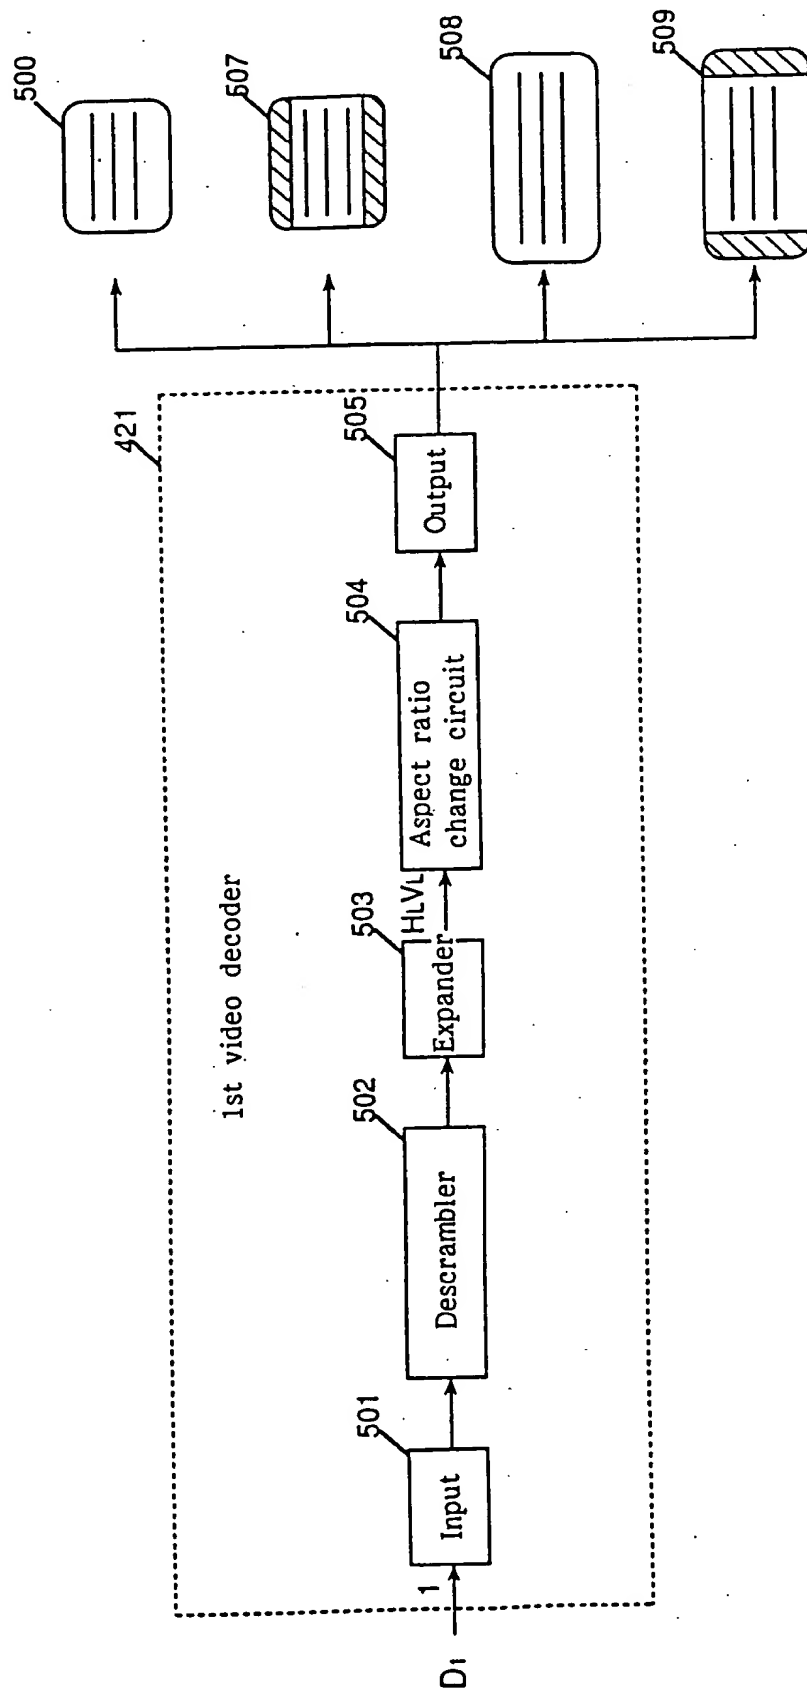 1st video decoder
421
D1
1
501
Input
502
Descrambler
503
Expander
HLVL
504
Aspect ratio
change circuit
505
Output
500
507
508
509